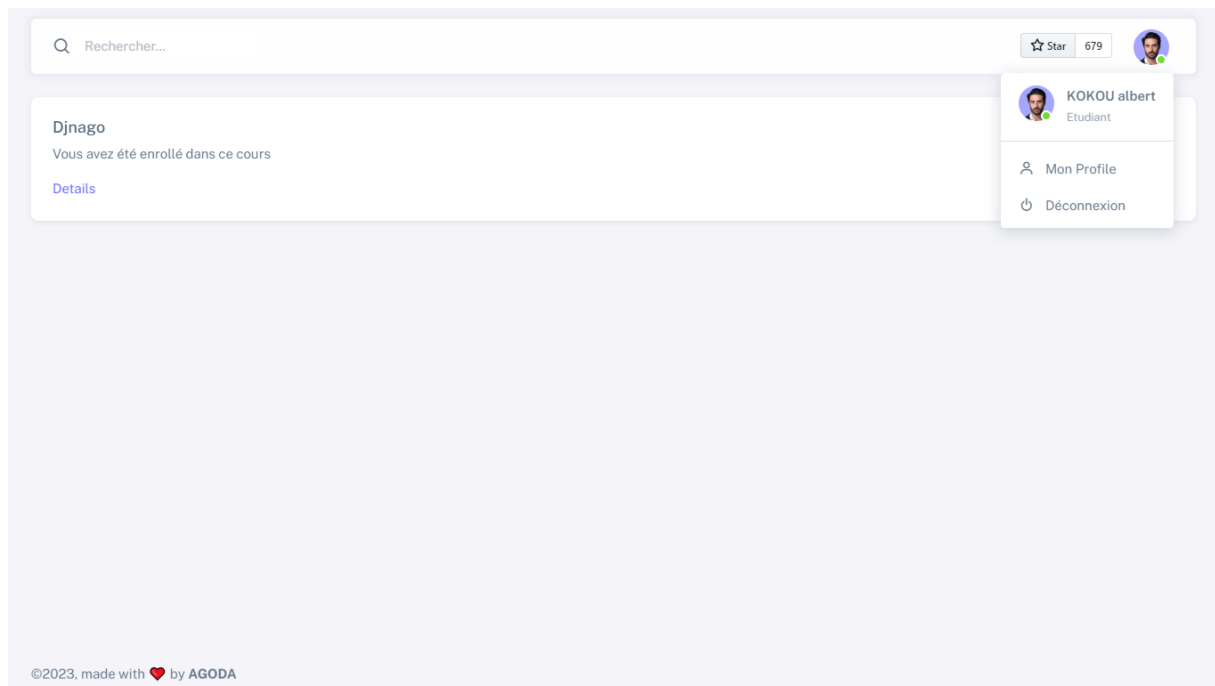 Rechercher...
Star 679
KOKOU albert
Etudiant
Mon Profile
Déconnexion
Djnago
Vous avez été enrollé dans ce cours
Details
©2023, made with ❤️ by AGODA